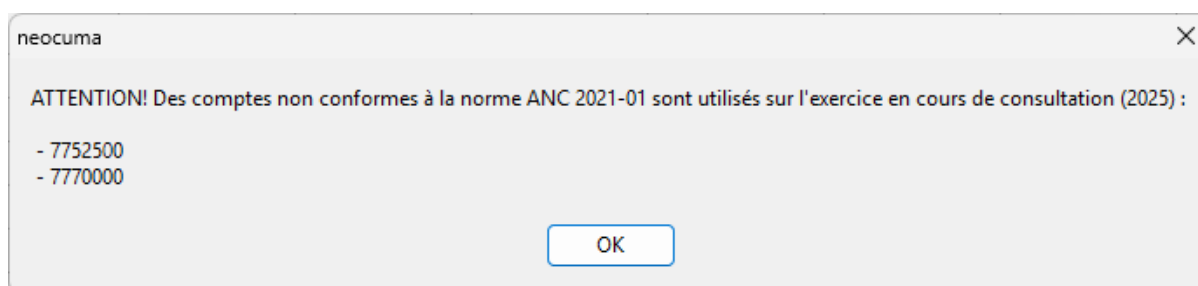 neocuma
ATTENTION! Des comptes non conformes à la norme ANC 2021-01 sont utilisés sur l'exercice en cours de consultation (2025) :
- 7752500
- 7770000
OK